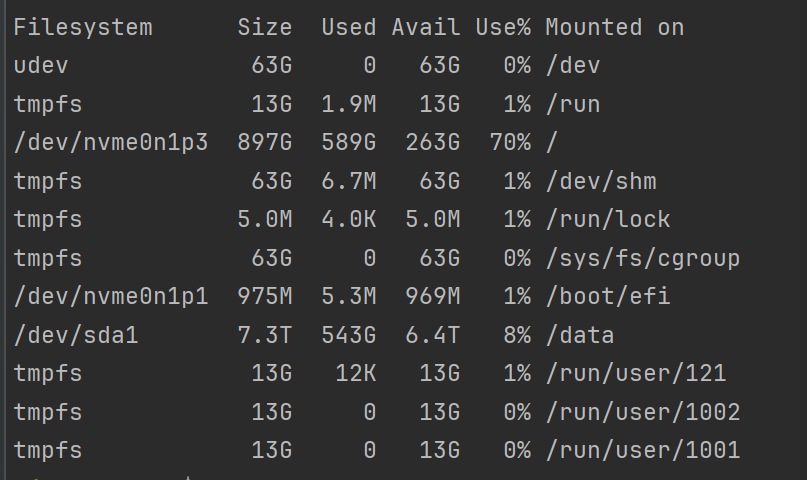 Filesystem Size Used Avail Use% Mounted on
udev 63G 0 63G 0% /dev
tmpfs 13G 1.9M 13G 1% /run
/dev/nvme0n1p3 897G 589G 263G 70% /
tmpfs 63G 6.7M 63G 1% /dev/shm
tmpfs 5.0M 4.0K 5.0M 1% /run/lock
tmpfs 63G 0 63G 0% /sys/fs/cgroup
/dev/nvme0n1p1 975M 5.3M 969M 1% /boot/efi
/dev/sda1 7.3T 543G 6.4T 8% /data
tmpfs 13G 12K 13G 1% /run/user/121
tmpfs 13G 0 13G 0% /run/user/1002
tmpfs 13G 0 13G 0% /run/user/1001